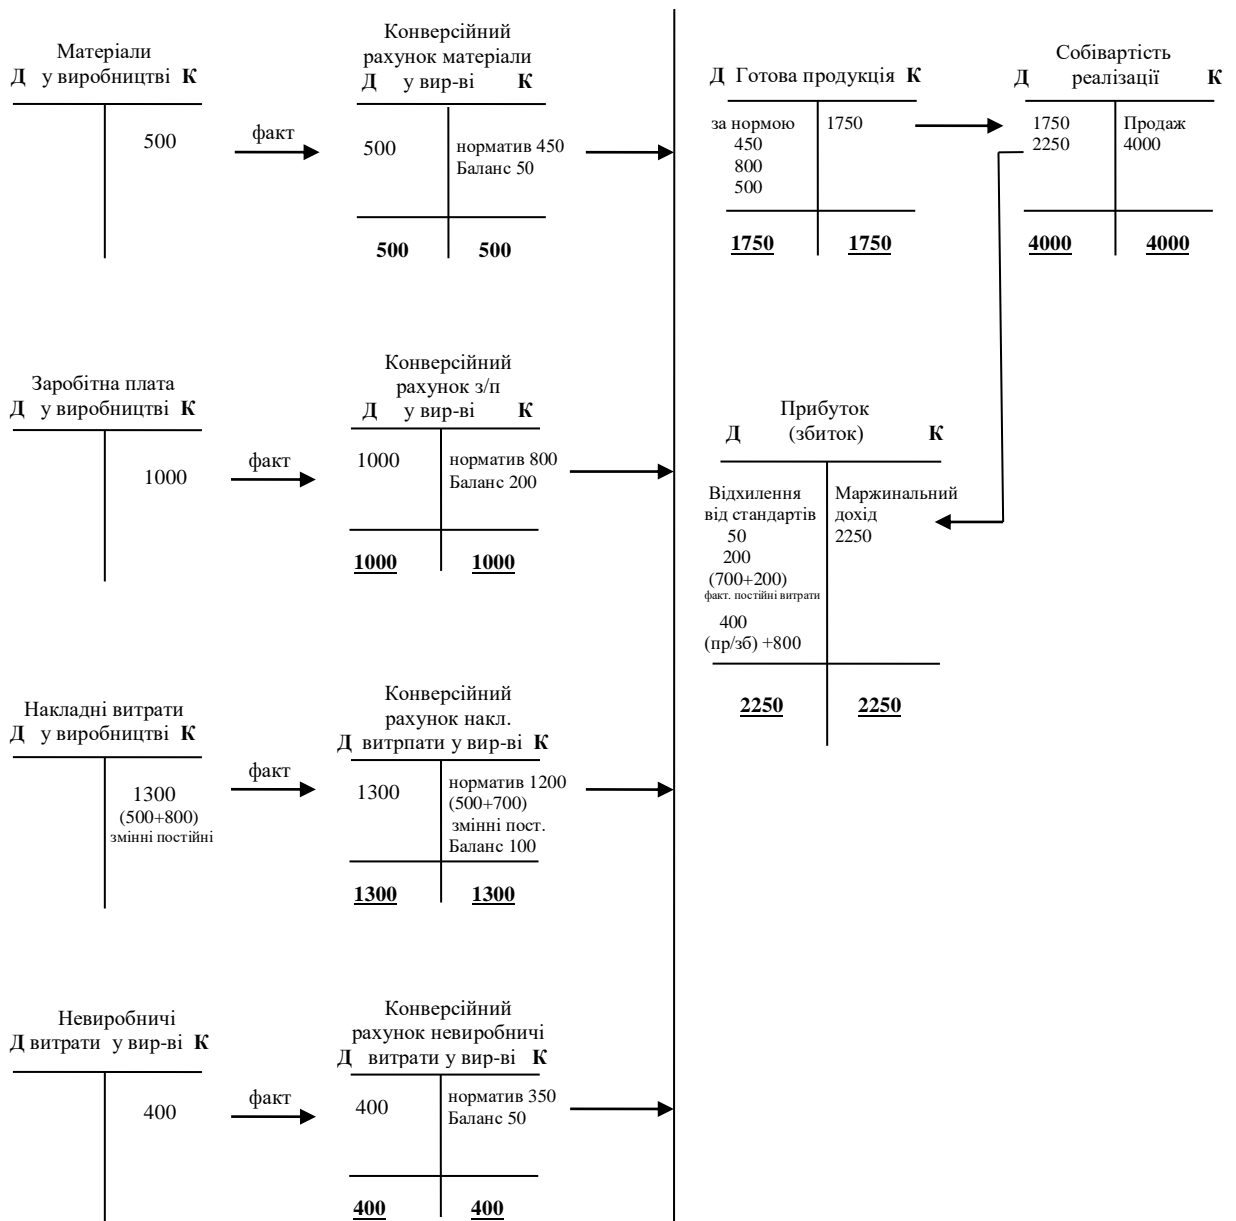 Матеріали
Д у виробництві К
500
факт
Конверсійний
рахунок матеріали
Д у вир-ві К
500
норматив 450
Баланс 50
500 500
Д Готова продукція К
за нормою
450
800
500
1750
1750 1750
Собівартість
Д реалізації К
1750
2250
Продаж
4000
4000 4000
Заробітна плата
Д у виробництві К
1000
факт
Конверсійний
рахунок з/п
Д у вир-ві К
1000
норматив 800
Баланс 200
1000 1000
Прибуток
Д (збиток) К
Відхилення
від стандартів
50
200
(700+200)
факт. постійні витрати
400
(пр/зб) +800
Маржинальний
дохід
2250
2250 2250
Накладні витрати
Д у виробництві К
1300
(500+800)
змінні постійні
факт
Конверсійний
рахунок накл.
Д витрпати у вир-ві К
1300
норматив 1200
(500+700)
змінні пост.
Баланс 100
1300 1300
Невиробничі
Д витрати у вир-ві К
400
факт
Конверсійний
рахунок невиробничі
Д витрати у вир-ві К
400
норматив 350
Баланс 50
400 400